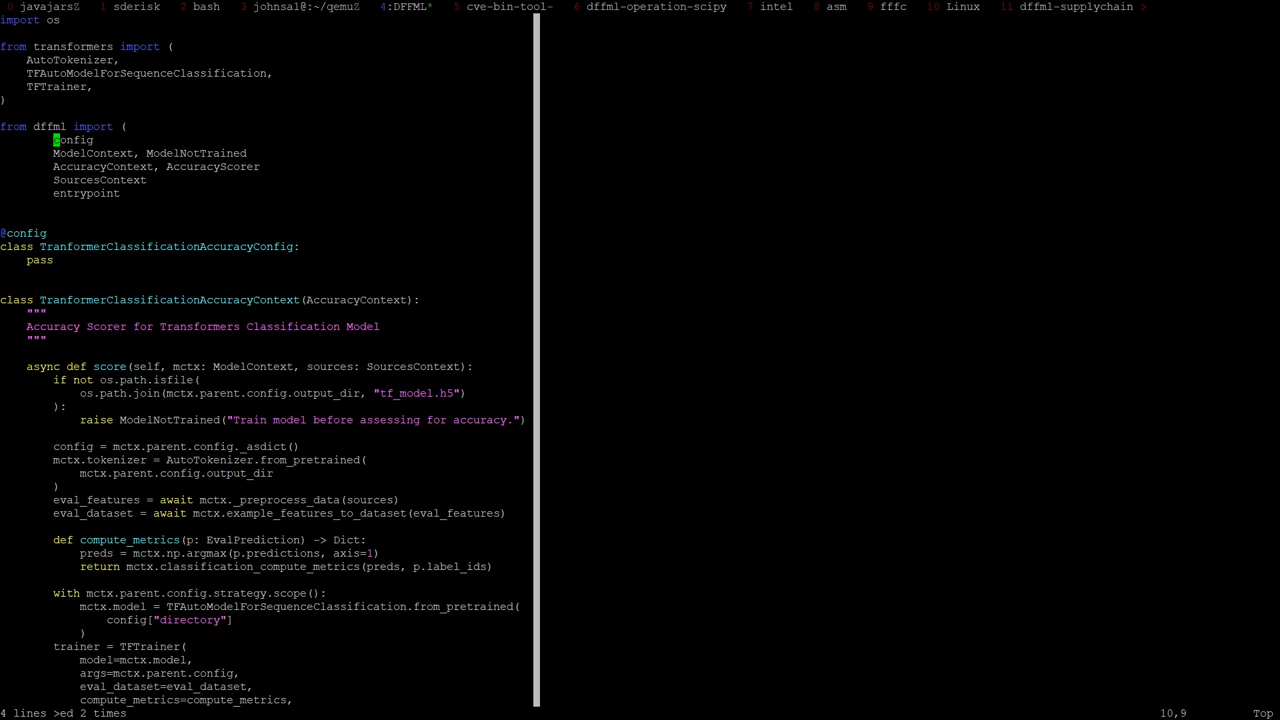 0 javajarsZ  1 sderisk  2 bash  3 johnsal@:~/qemuZ  4:DFFML*  5 cve-bin-tool-  6 dffml-operation-scipy  7 intel  8 asm  9 fffc  10 Linux  11 dffml-supplychain >
import os
from transformers import (
    AutoTokenizer,
    TFAutoModelForSequenceClassification,
    TFTrainer,
)
from dffml import (
        config
        ModelContext, ModelNotTrained
        AccuracyContext, AccuracyScorer
        SourcesContext
        entrypoint
@config
class TranformerClassificationAccuracyConfig:
    pass
class TranformerClassificationAccuracyContext(AccuracyContext):
    """
    Accuracy Scorer for Transformers Classification Model
    """
    async def score(self, mctx: ModelContext, sources: SourcesContext):
        if not os.path.isfile(
            os.path.join(mctx.parent.config.output_dir, "tf_model.h5")
        ):
            raise ModelNotTrained("Train model before assessing for accuracy.")
        config = mctx.parent.config._asdict()
        mctx.tokenizer = AutoTokenizer.from_pretrained(
            mctx.parent.config.output_dir
        )
        eval_features = await mctx._preprocess_data(sources)
        eval_dataset = await mctx.example_features_to_dataset(eval_features)
        def compute_metrics(p: EvalPrediction) -> Dict:
            preds = mctx.np.argmax(p.predictions, axis=1)
            return mctx.classification_compute_metrics(preds, p.label_ids)
        with mctx.parent.config.strategy.scope():
            mctx.model = TFAutoModelForSequenceClassification.from_pretrained(
                config["directory"]
            )
        trainer = TFTrainer(
            model=mctx.model,
            args=mctx.parent.config,
            eval_dataset=eval_dataset,
            compute_metrics=compute_metrics,
4 lines >ed 2 times  10,9  Top